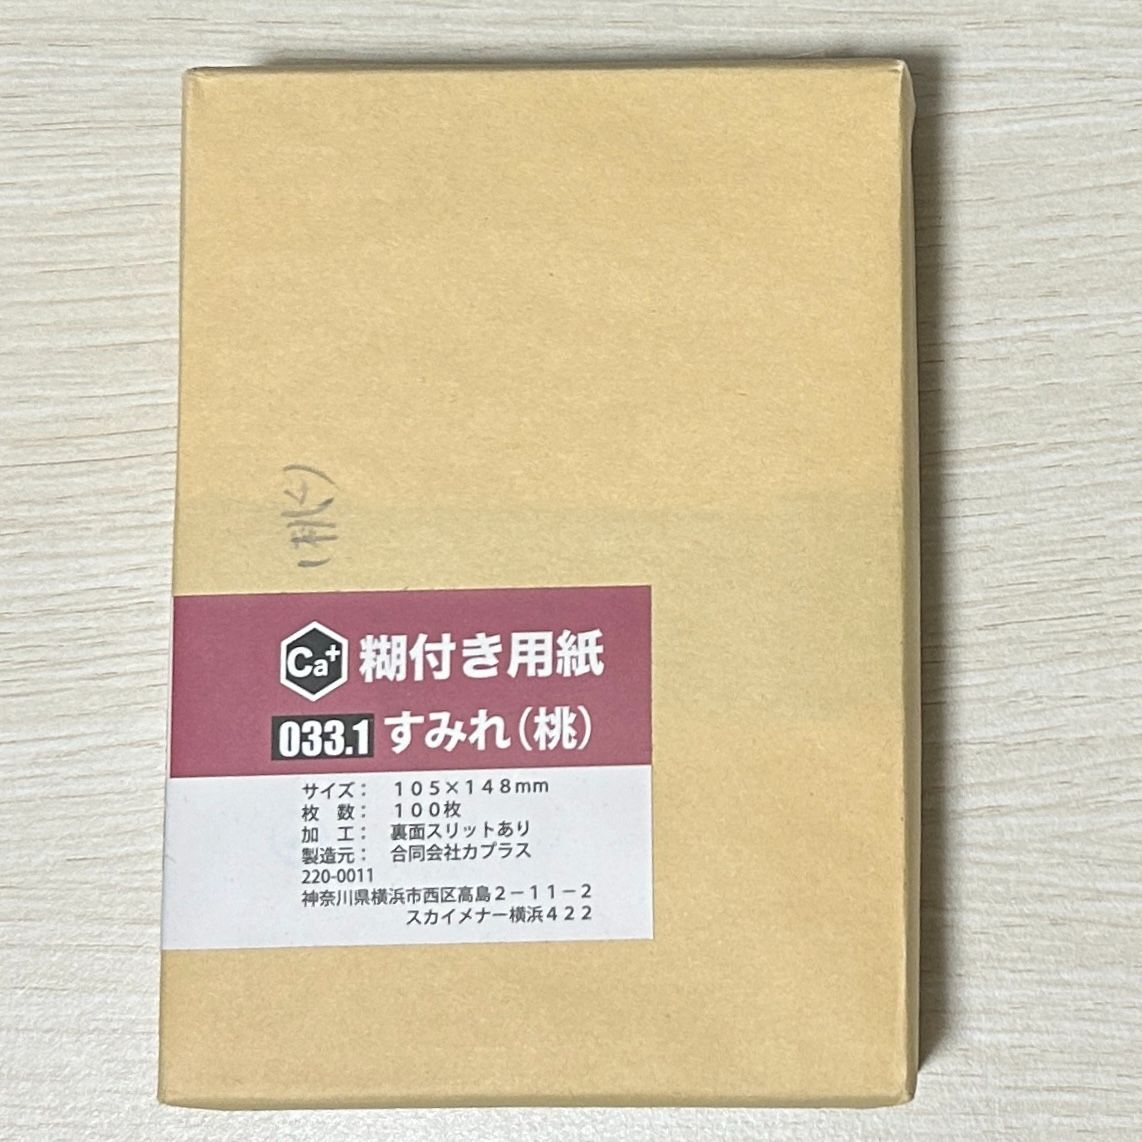 Ca+ 糊付き用紙
033.1 すみれ(桃)
サイズ： １０５×１４８mm
枚　数： １００枚
加　工： 裏面スリットあり
製造元： 合同会社カプラス
220-0011
神奈川県横浜市西区高島２－１１－２
スカイメナー横浜４２２